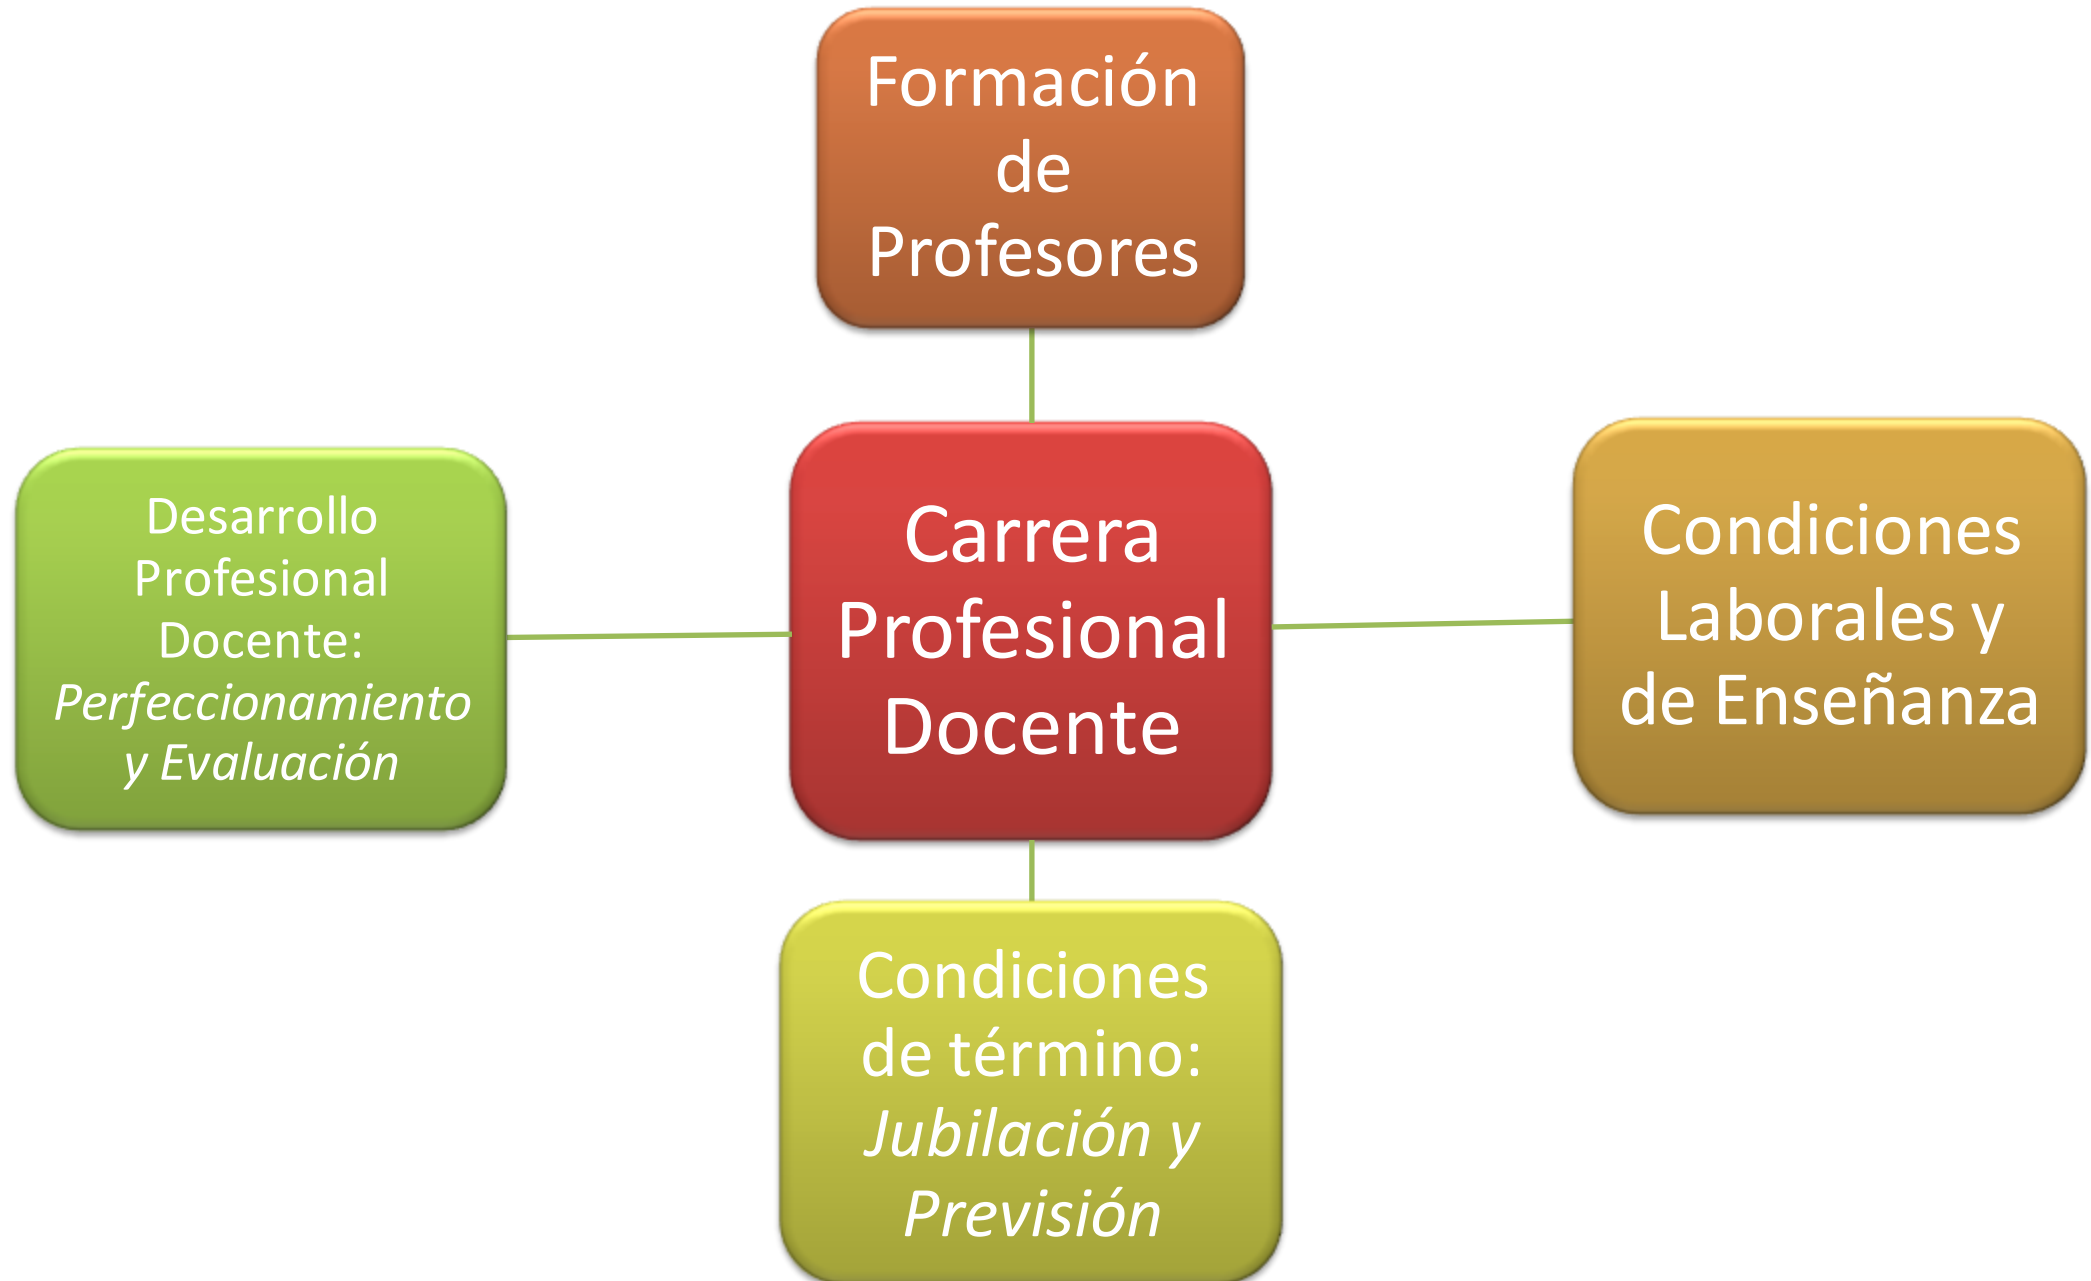 Formación
de
Profesores
Desarrollo
Profesional
Docente:
Perfeccionamiento
y Evaluación
Carrera
Profesional
Docente
Condiciones
Laborales y
de Enseñanza
Condiciones
de término:
Jubilación y
Previsión